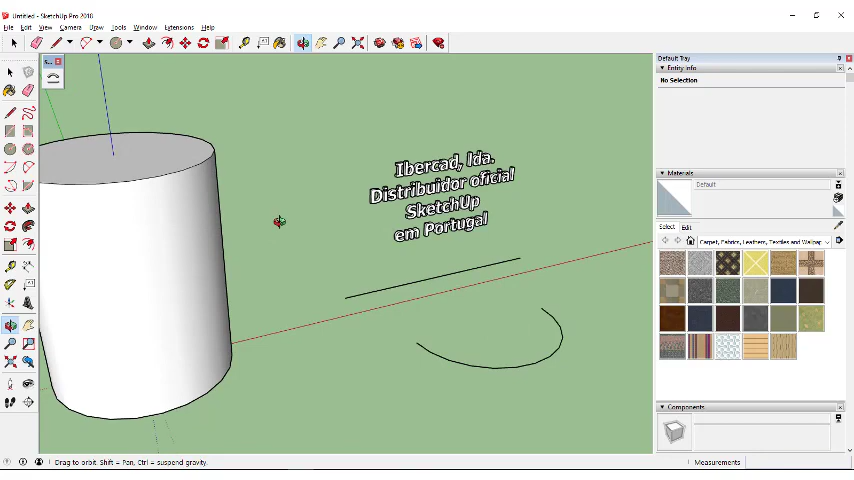 Untitled - SketchUp Pro 2018
File Edit View Camera Draw Tools Window Extensions Help
Default Tray
Entity Info
No Selection
Ibercad, lda.
Distribuidor oficial
SketchUp
em Portugal
Materials
Default
Select Edit
Carpet, Fabrics, Leathers, Textiles and Wallpap
Components
Drag to orbit. Shift = Pan, Ctrl = suspend gravity.
Measurements